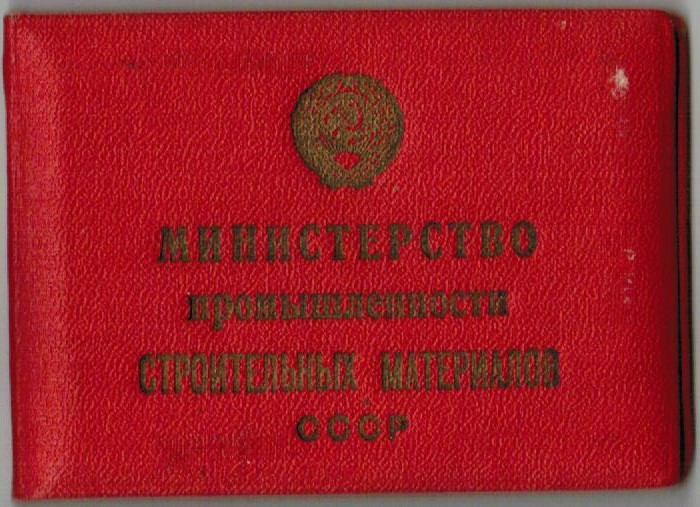 МИНИСТЕРСТВО
промышленности
СТРОИТЕЛЬНЫХ МАТЕРИАЛОВ
СССР